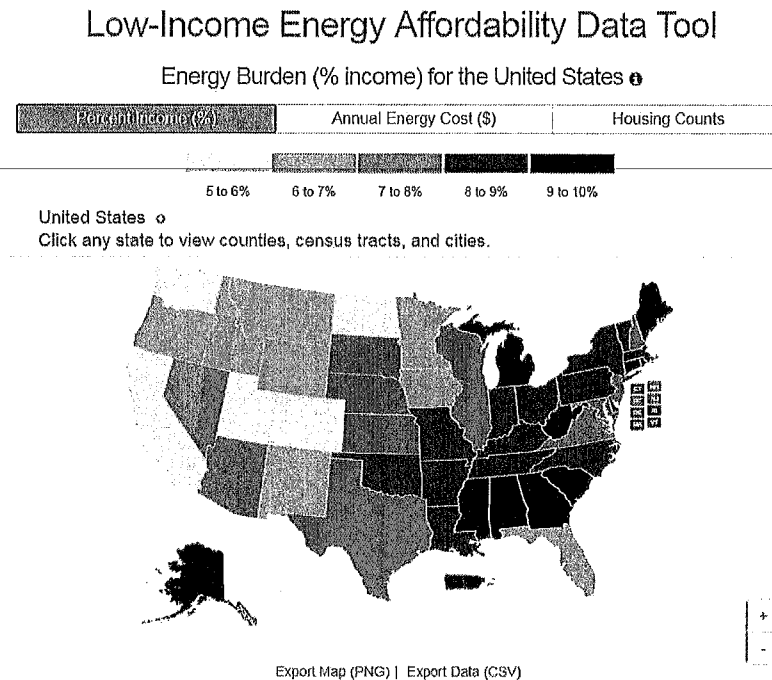 Low-Income Energy Affordability Data Tool
Energy Burden (% income) for the United States
Percent Income (%) Annual Energy Cost ($) Housing Counts
5 to 6% 6 to 7% 7 to 8% 8 to 9% 9 to 10%
United States
Click any state to view counties, census tracts, and cities.
+
-
Export Map (PNG) | Export Data (CSV)